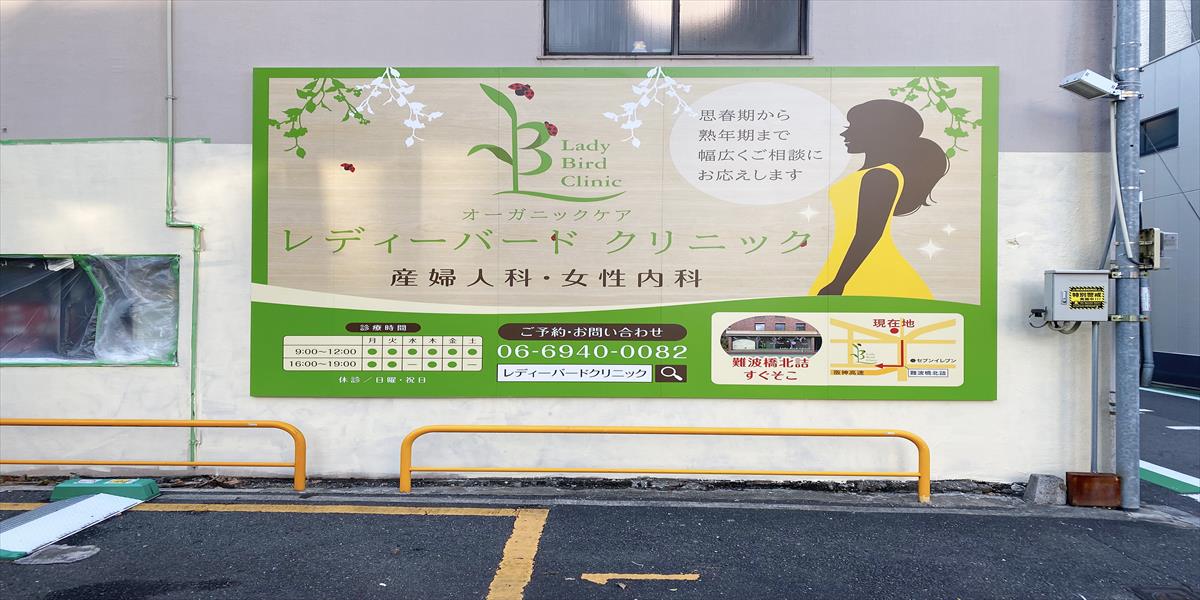 Lady
Bird
Clinic
思春期から
熟年期まで
幅広くご相談に
お応えします
オーガニックケア
レディーバード クリニック
産婦人科・女性内科
診療時間
月 火 水 木 金 土
9:00~12:00 ● ● ● ● ● ●
16:00~19:00 ● ● － ● ● －
休診／日曜・祝日
ご予約・お問い合わせ
06-6940-0082
レディーバードクリニック
難波橋北詰
すぐそこ
現在地
セブンイレブン
阪神高速
難波橋北詰
特別警戒